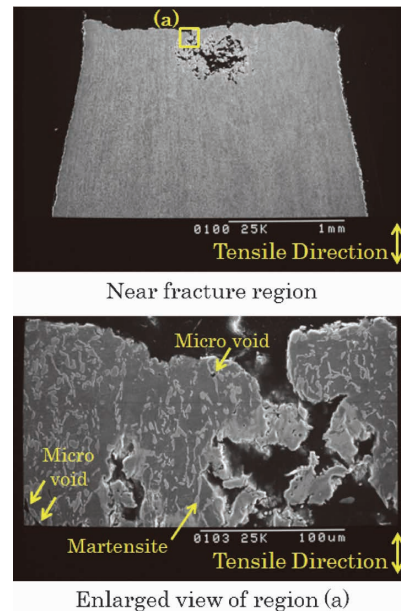 (a)
0100 25K 1mm
Tensile Direction
Near fracture region
Micro void
Micro
void
Martensite
0103 25K 100µm
Tensile Direction
Enlarged view of region (a)